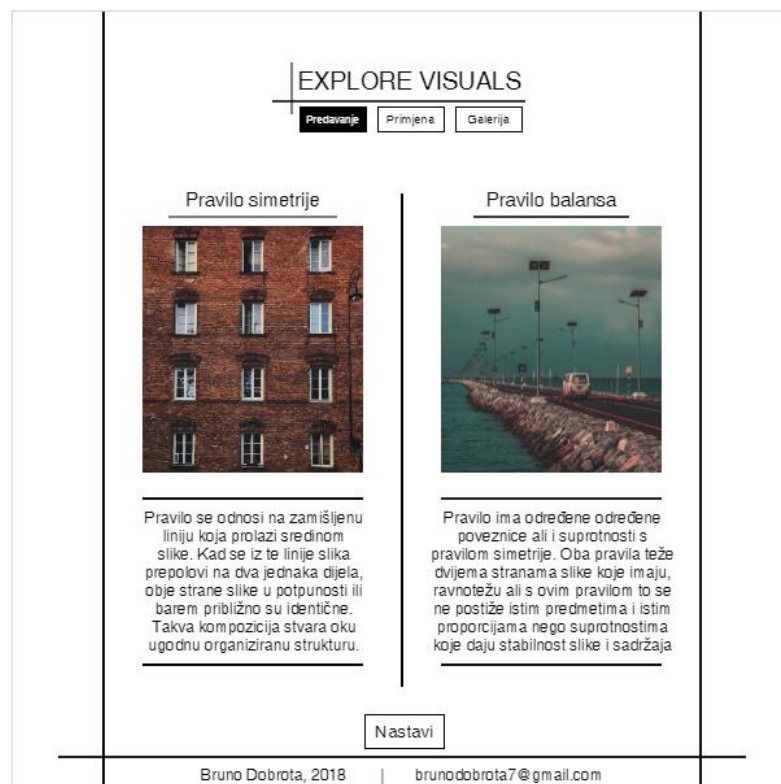 EXPLORE VISUALS
Predavanje
Primjena
Galerija
Pravilo simetrije
Pravilo se odnosi na zamišljenu
liniju koja prolazi sredinom
slike. Kad se iz te linije slika
prepolovi na dva jednaka dijela,
obje strane slike u potpunosti ili
barem približno su identične.
Takva kompozicija stvara oku
ugodnu organiziranu strukturu.
Pravilo balansa
Pravilo ima određene određene
poveznice ali i suprotnosti s
pravilom simetrije. Oba pravila teže
dvijema stranama slike koje imaju,
ravnotežu ali s ovim pravilom to se
ne postiže istim predmetima i istim
proporcijama nego suprotnostima
koje daju stabilnost slike i sadržaja
Nastavi
Bruno Dobrota, 2018 | brunodobrota7@gmail.com